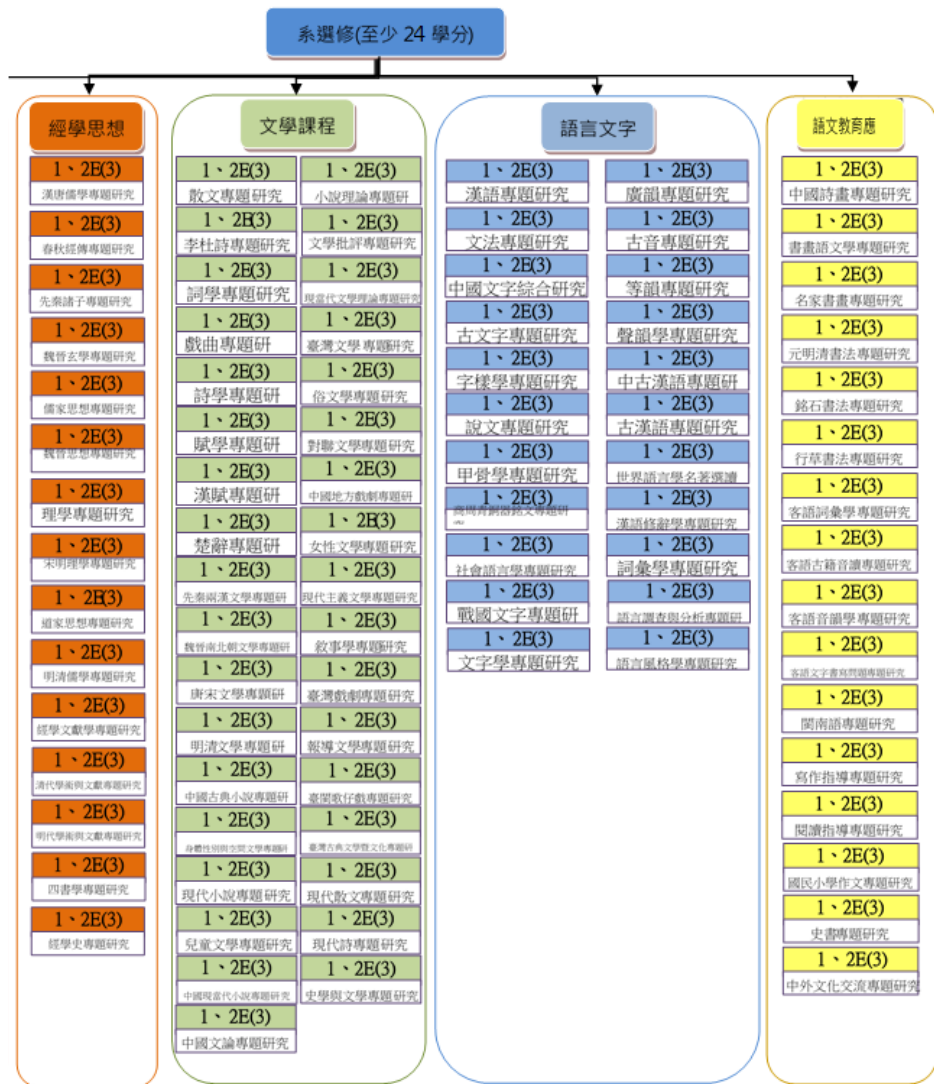 系選修(至少 24 學分)
經學思想
1、2E(3)
漢唐儒學專題研究
1、2E(3)
春秋經傳專題研究
1、2E(3)
先秦諸子專題研究
1、2E(3)
魏晉玄學專題研究
1、2E(3)
儒家思想專題研究
1、2E(3)
魏晉思想專題研究
1、2E(3)
理學專題研究
1、2E(3)
宋明理學專題研究
1、2E(3)
道家思想專題研究
1、2E(3)
明清儒學專題研究
1、2E(3)
經學文獻學專題研究
1、2E(3)
清代學術與文獻專題研究
1、2E(3)
明代學術與文獻專題研究
1、2E(3)
四書學專題研究
1、2E(3)
經學史專題研究
文學課程
1、2E(3)
散文專題研究
1、2E(3)
李杜詩專題研究
1、2E(3)
詞學專題研究
1、2E(3)
戲曲專題研
1、2E(3)
詩學專題研
1、2E(3)
賦學專題研
1、2E(3)
漢賦專題研
1、2E(3)
楚辭專題研
1、2E(3)
先秦兩漢文學專題研
1、2E(3)
魏晉南北朝文學專題研
1、2E(3)
唐宋文學專題研
1、2E(3)
明清文學專題研
1、2E(3)
中國古典小說專題研
1、2E(3)
身體性別與空間文學專題研
1、2E(3)
現代小說專題研究
1、2E(3)
兒童文學專題研究
1、2E(3)
中國現當代小說專題研究
1、2E(3)
中國文論專題研究
1、2E(3)
小說理論專題研
1、2E(3)
文學批評專題研究
1、2E(3)
現當代文學理論專題研究
1、2E(3)
臺灣文學專題研究
1、2E(3)
俗文學專題研究
1、2E(3)
對聯文學專題研究
1、2E(3)
中國地方戲劇專題研
1、2E(3)
女性文學專題研究
1、2E(3)
現代主義文學專題研究
1、2E(3)
敘事學專題研究
1、2E(3)
臺灣戲劇專題研究
1、2E(3)
報導文學專題研究
1、2E(3)
臺閩歌仔戲專題研究
1、2E(3)
臺灣古典文學暨文化專題研
1、2E(3)
現代散文專題研究
1、2E(3)
現代詩專題研究
1、2E(3)
史學與文學專題研究
語言文字
1、2E(3)
漢語專題研究
1、2E(3)
文法專題研究
1、2E(3)
中國文字綜合研究
1、2E(3)
古文字專題研究
1、2E(3)
字樣學專題研究
1、2E(3)
說文專題研究
1、2E(3)
甲骨學專題研究
1、2E(3)
商周青銅器銘文專題研
1、2E(3)
社會語言學專題研究
1、2E(3)
戰國文字專題研
1、2E(3)
文字學專題研究
1、2E(3)
廣韻專題研究
1、2E(3)
古音專題研究
1、2E(3)
等韻專題研究
1、2E(3)
聲韻學專題研究
1、2E(3)
中古漢語專題研
1、2E(3)
古漢語專題研究
1、2E(3)
世界語言學名著選讀
1、2E(3)
漢語修辭學專題研究
1、2E(3)
詞彙學專題研究
1、2E(3)
語言調查與分析專題研
1、2E(3)
語言風格學專題研究
語文教育應
1、2E(3)
中國詩畫專題研究
1、2E(3)
書畫語文學專題研究
1、2E(3)
名家書畫專題研究
1、2E(3)
元明清書法專題研究
1、2E(3)
銘石書法專題研究
1、2E(3)
行草書法專題研究
1、2E(3)
客語詞彙學專題研究
1、2E(3)
客語古籍音讀專題研究
1、2E(3)
客語音韻學專題研究
1、2E(3)
客語文字書寫問題專題研究
1、2E(3)
閩南語專題研究
1、2E(3)
寫作指導專題研究
1、2E(3)
閱讀指導專題研究
1、2E(3)
國民小學作文專題研究
1、2E(3)
史書專題研究
1、2E(3)
中外文化交流專題研究